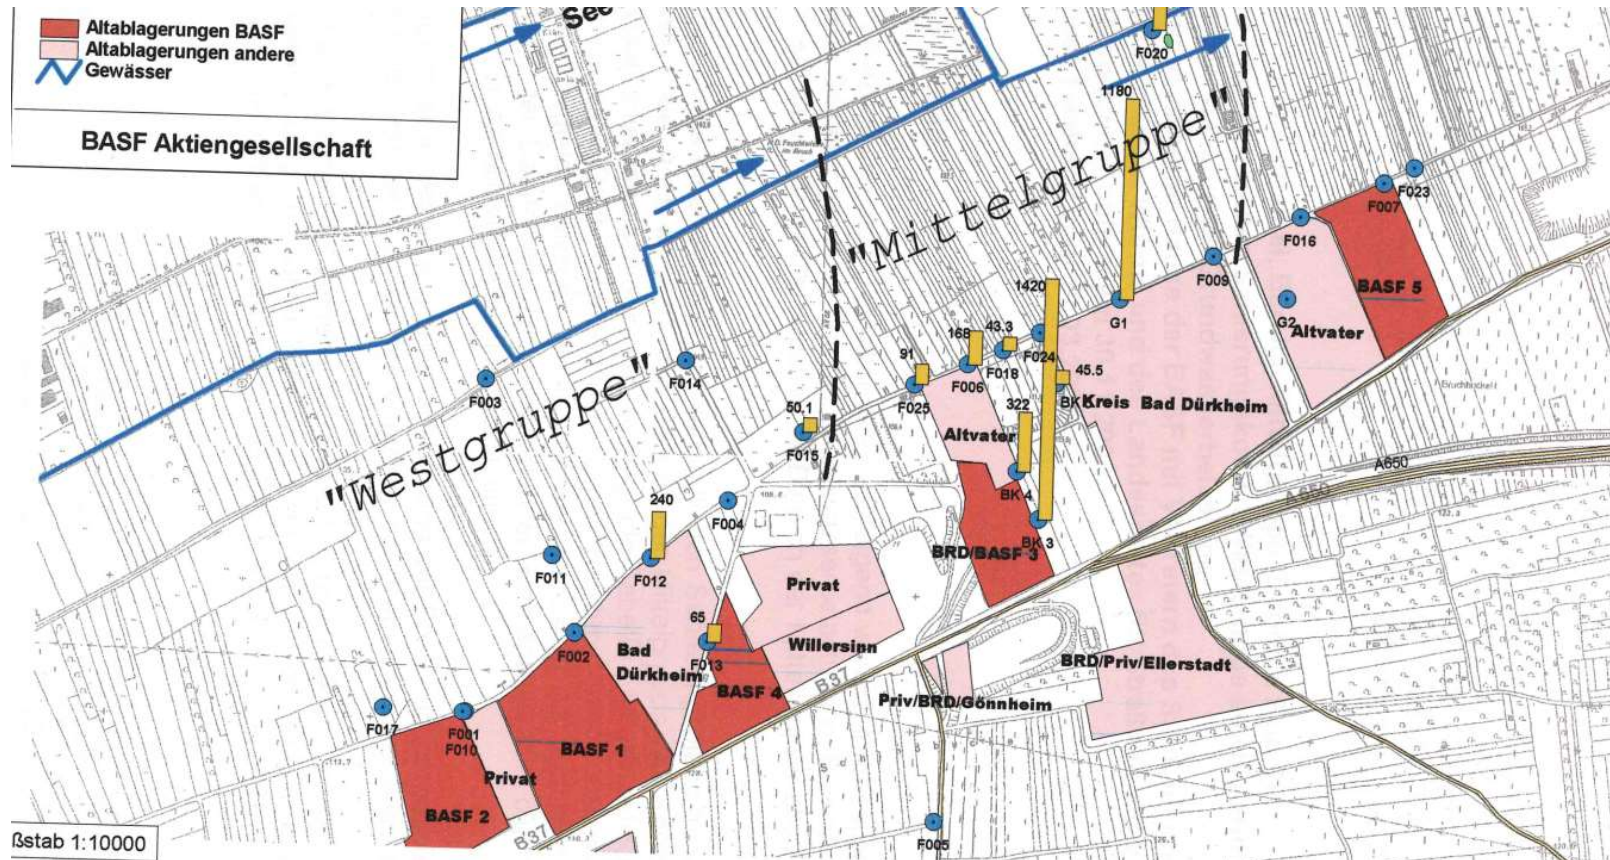 Altablagerungen BASF
Altablagerungen andere
Gewässer
BASF Aktiengesellschaft
See
F020
1180
"Mittelgruppe"
F023
F007
F016
F009
BASF 5
G2
Altvater
G1
1420
43.3
168
F024
F018
F006
91
F025
45.5
BK
Kreis Bad Dürkheim
322
Altvater
F014
F003
"Westgruppe"
50.1
F015
A650
A650
BK 4
BK 3
BRD/BASF 3
240
F004
F011
F012
Privat
65
Willersinn
F002
Bad
Dürkheim
F013
BASF 4
B37
BRD/Priv/Ellerstadt
Priv/BRD/Gönnheim
F017
F001
F010
BASF 1
Privat
BASF 2
B37
F005
ßstab 1:10000